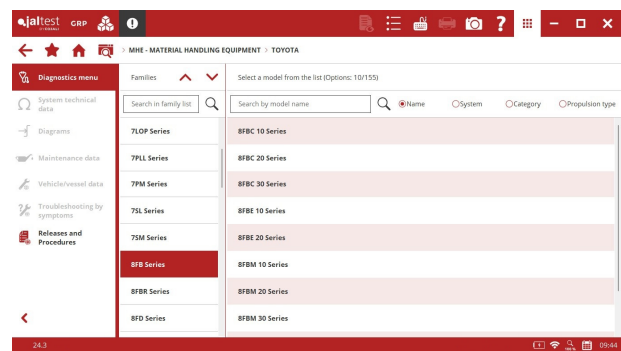 jaltest GRP
MHE - MATERIAL HANDLING EQUIPMENT > TOYOTA
Diagnostics menu
System technical
data
Diagrams
Maintenance data
Vehicle/vessel data
Troubleshooting by
symptoms
Releases and
Procedures
Families
Search in family list
7LOP Series
7PLL Series
7PM Series
7SL Series
7SM Series
8FB Series
8FBR Series
8FD Series
Select a model from the list (Options: 10/155)
Search by model name
Name System Category Propulsion type
8FBC 10 Series
8FBC 20 Series
8FBC 30 Series
8FBE 10 Series
8FBE 20 Series
8FBM 10 Series
8FBM 20 Series
8FBM 30 Series
24.3
100%
09:44